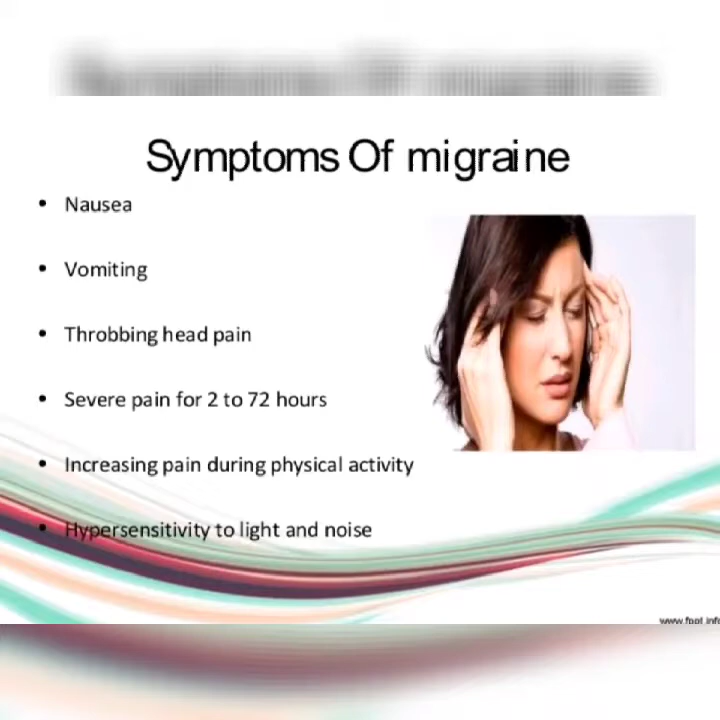 Symptoms Of migraine
• Nausea
• Vomiting
• Throbbing head pain
• Severe pain for 2 to 72 hours
• Increasing pain during physical activity
• Hypersensitivity to light and noise